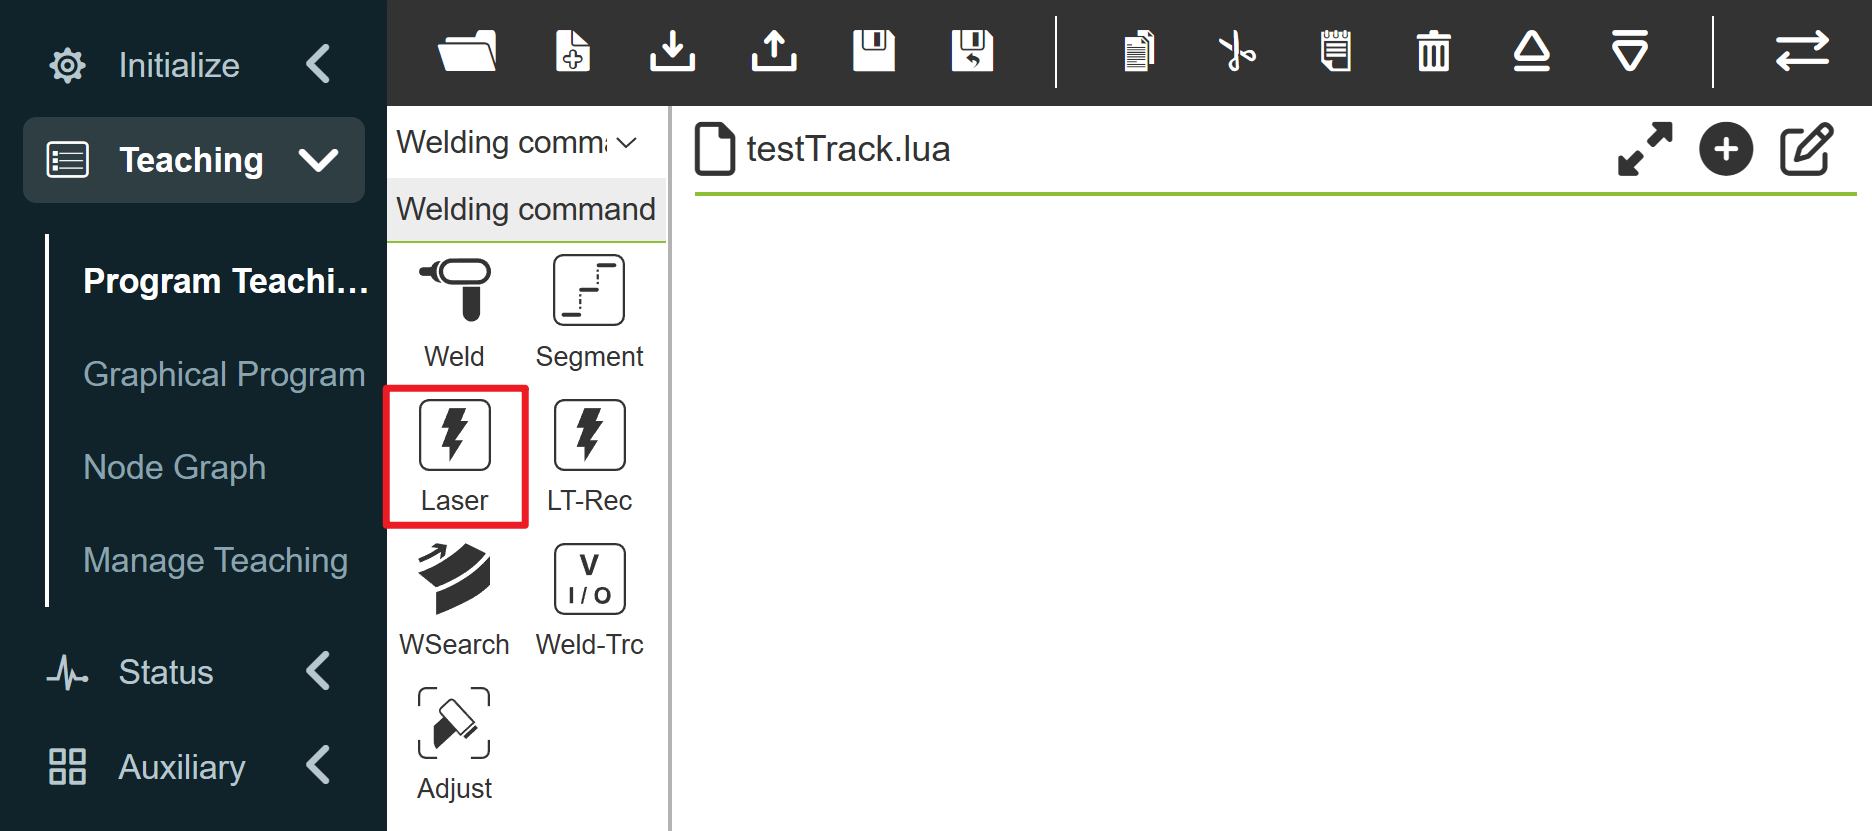 Initialize
Teaching
Program Teachi...
Graphical Program
Node Graph
Manage Teaching
Status
Auxiliary
Welding comma
Welding command
Weld
Segment
Laser
LT-Rec
WSearch
V
I / O
Weld-Trc
Adjust
testTrack.lua